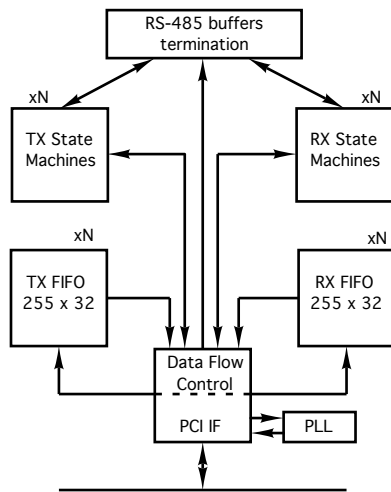 RS-485 buffers
termination
xN
xN
TX State
Machines
RX State
Machines
xN
xN
TX FIFO
255 x 32
RX FIFO
255 x 32
Data Flow
Control
PCI IF
PLL